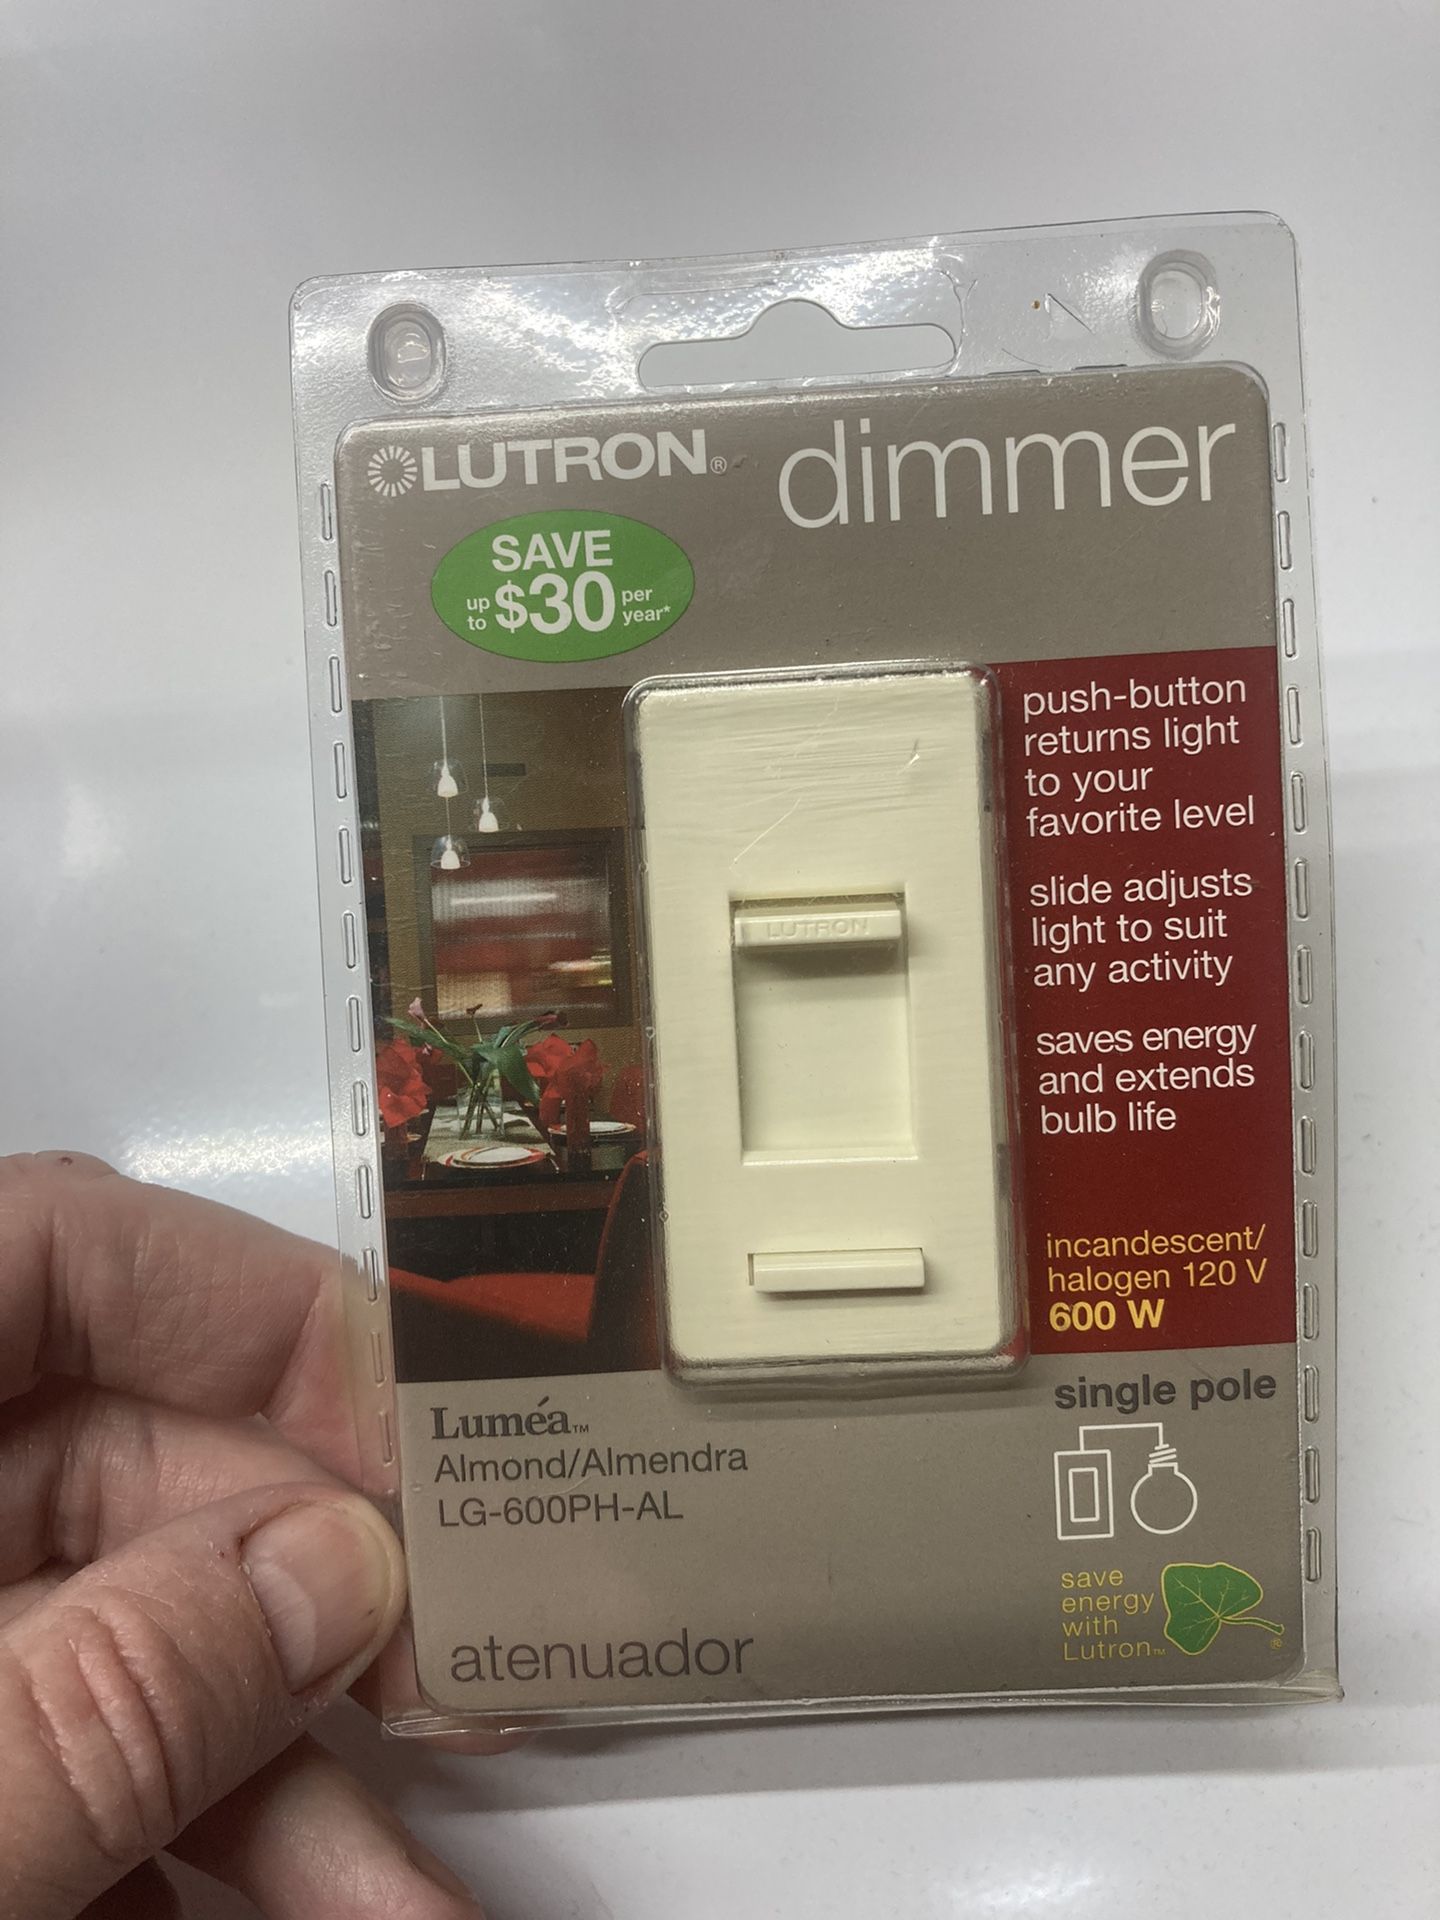 LUTRON®
dimmer
SAVE
up to $30 per year*
push-button
returns light
to your
favorite level
slide adjusts
light to suit
any activity
saves energy
and extends
bulb life
LUTRON
incandescent/
halogen 120 V
600 W
single pole
Luméa™
Almond/Almendra
LG-600PH-AL
save
energy
with
Lutron™
®
atenuador